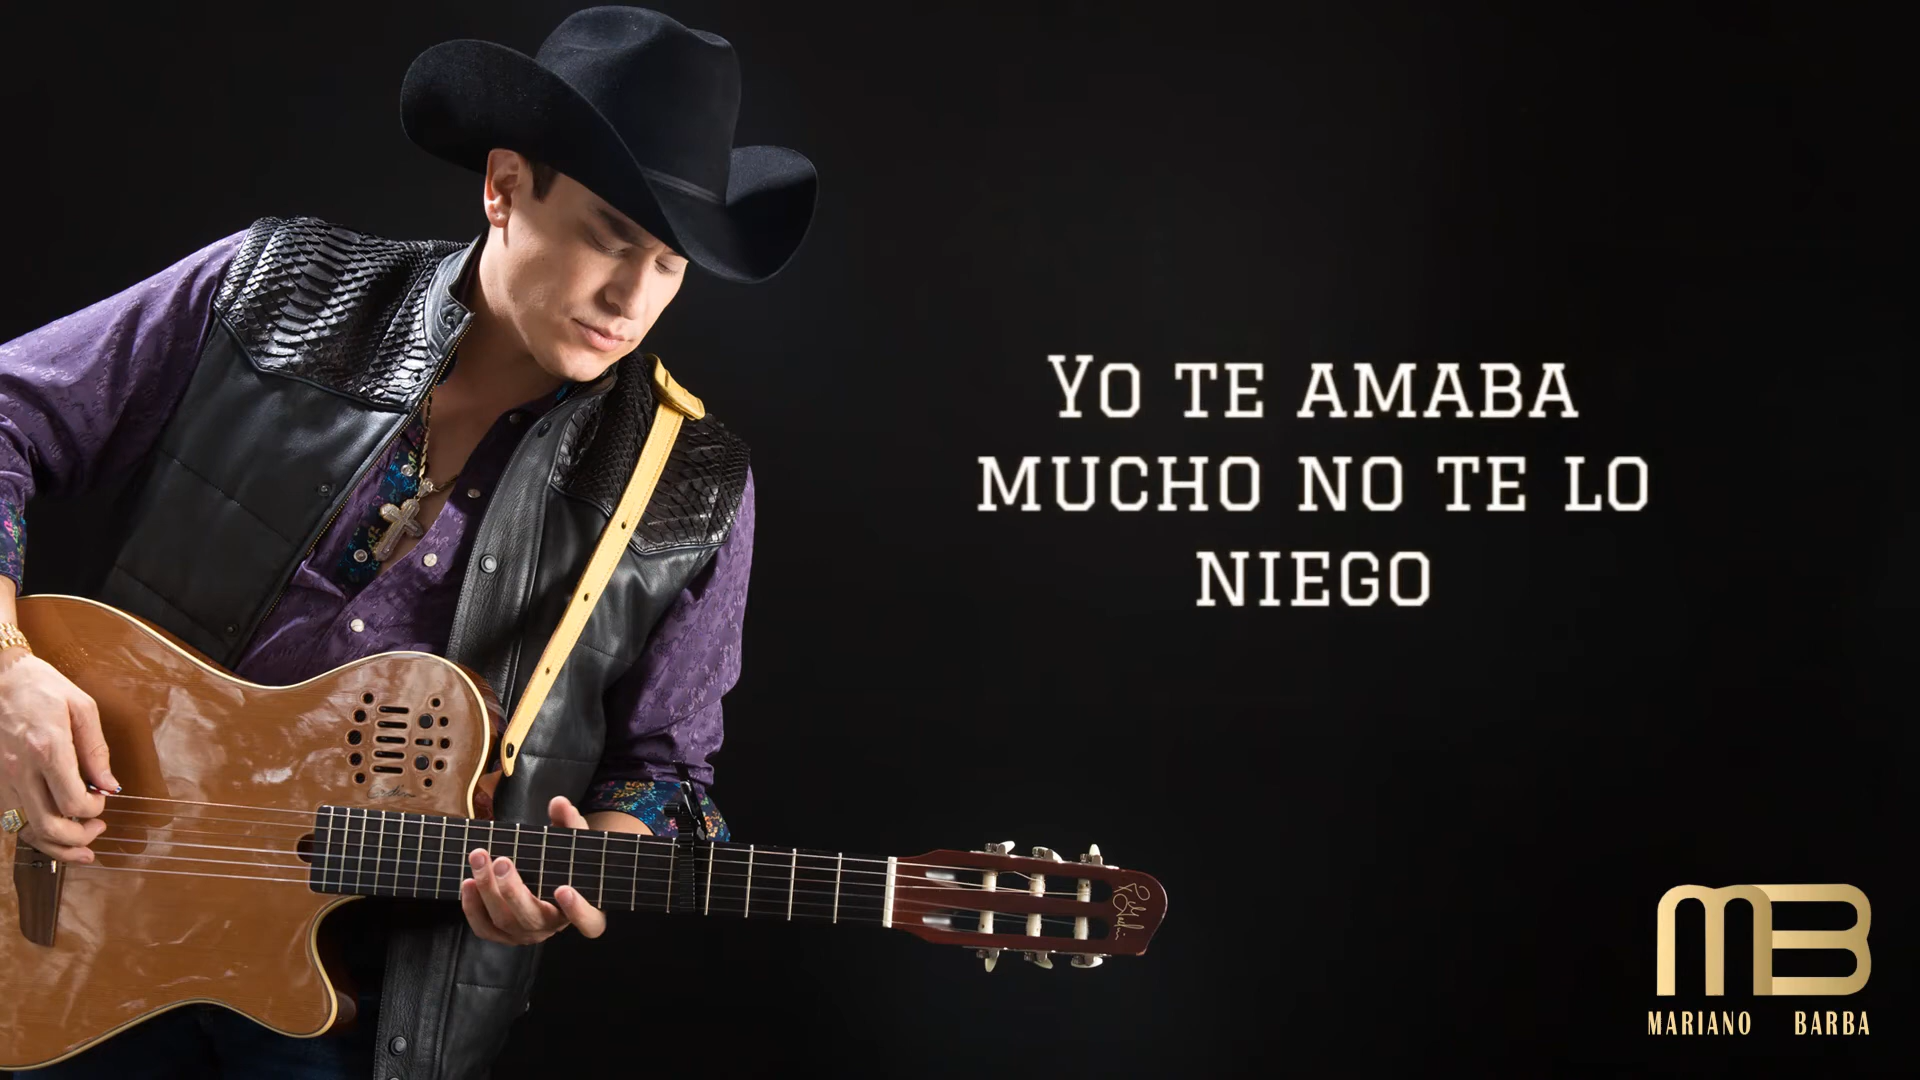 Yo te amaba
mucho no te lo
niego
MB
MARIANO BARBA